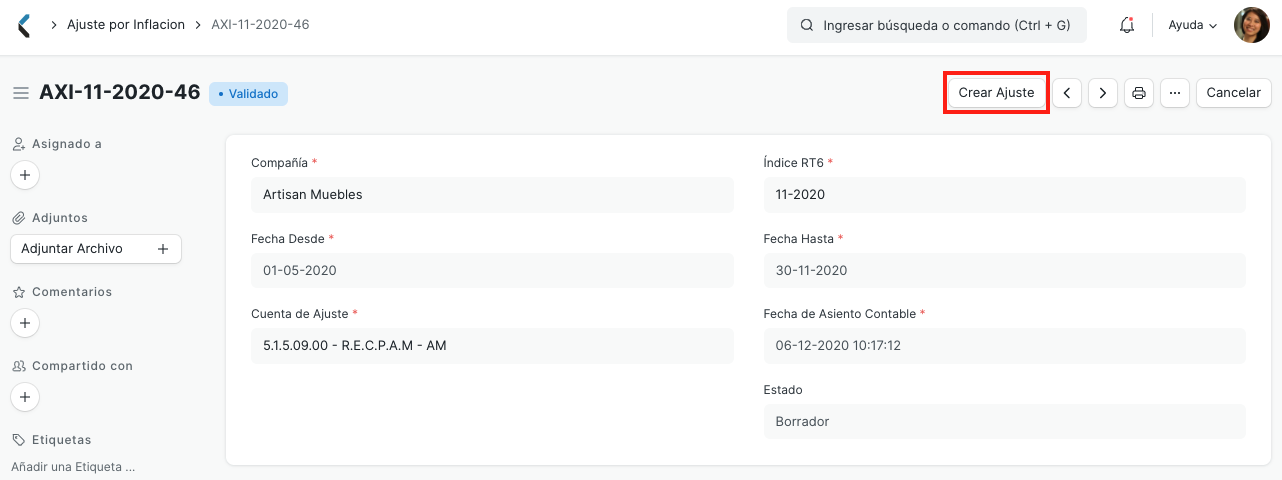 Ajuste por Inflacion AXI-11-2020-46
Ingresar búsqueda o comando (Ctrl + G)
Ayuda
AXI-11-2020-46
Validado
Crear Ajuste
Cancelar
Asignado a
Adjuntos
Adjuntar Archivo
Comentarios
Compartido con
Etiquetas
Añadir una Etiqueta ...
Compañía *
Artisan Muebles
Índice RT6 *
11-2020
Fecha Desde *
01-05-2020
Fecha Hasta *
30-11-2020
Cuenta de Ajuste *
5.1.5.09.00 - R.E.C.P.A.M - AM
Fecha de Asiento Contable *
06-12-2020 10:17:12
Estado
Borrador